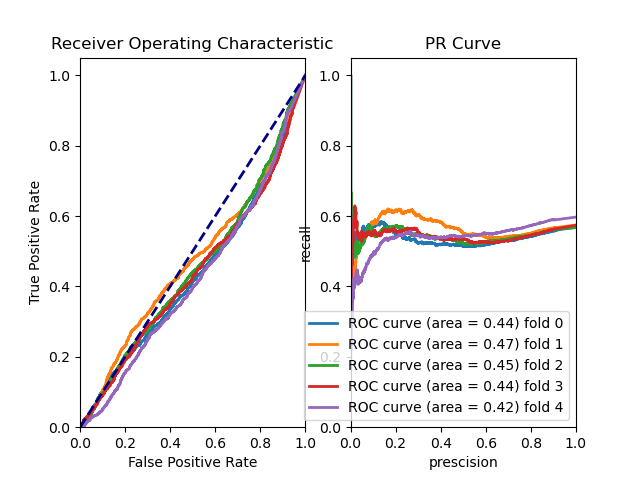 Receiver Operating Characteristic
PR Curve
1.0
0.8
0.6
0.4
0.2
0.0
True Positive Rate
0.0 0.2 0.4 0.6 0.8 1.0
False Positive Rate
1.0
0.8
0.6
0.4
0.2
0.0
recall
0.0 0.2 0.4 0.6 0.8 1.0
prescision
ROC curve (area = 0.44) fold 0
ROC curve (area = 0.47) fold 1
ROC curve (area = 0.45) fold 2
ROC curve (area = 0.44) fold 3
ROC curve (area = 0.42) fold 4